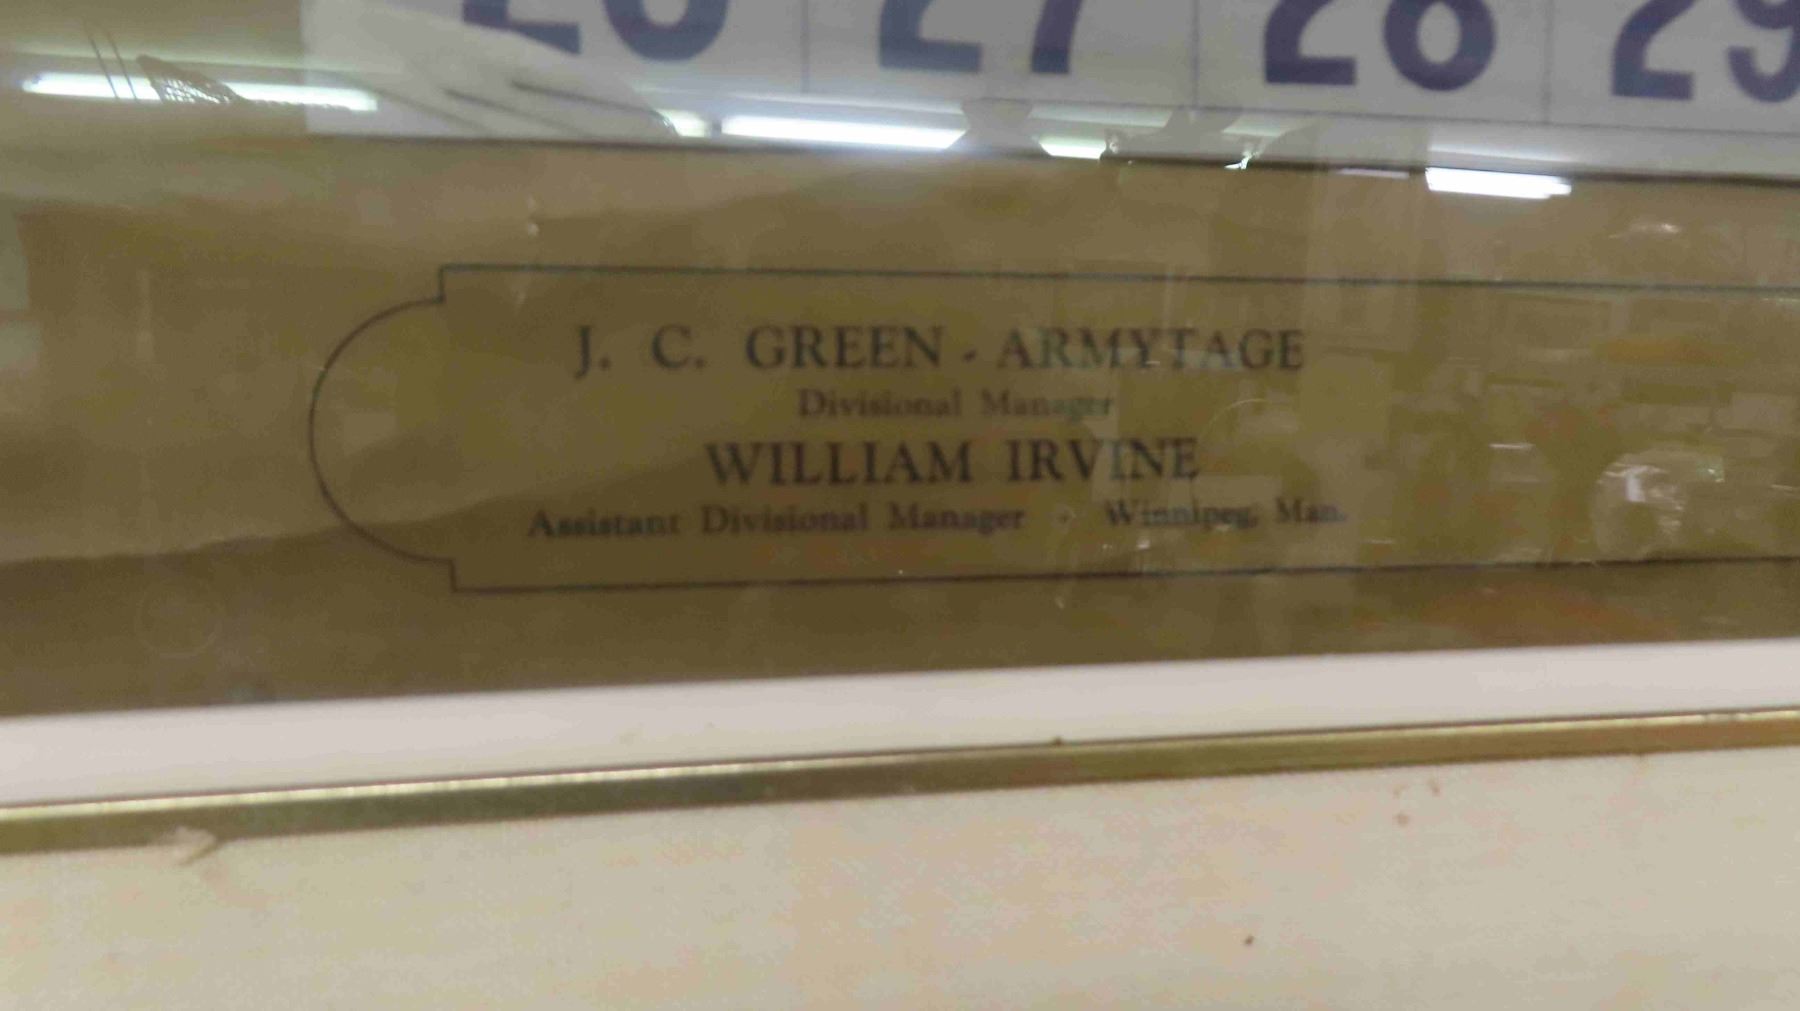 26 27 28 29
J. C. GREEN - ARMYTAGE
Divisional Manager
WILLIAM IRVINE
Assistant Divisional Manager - Winnipeg, Man.